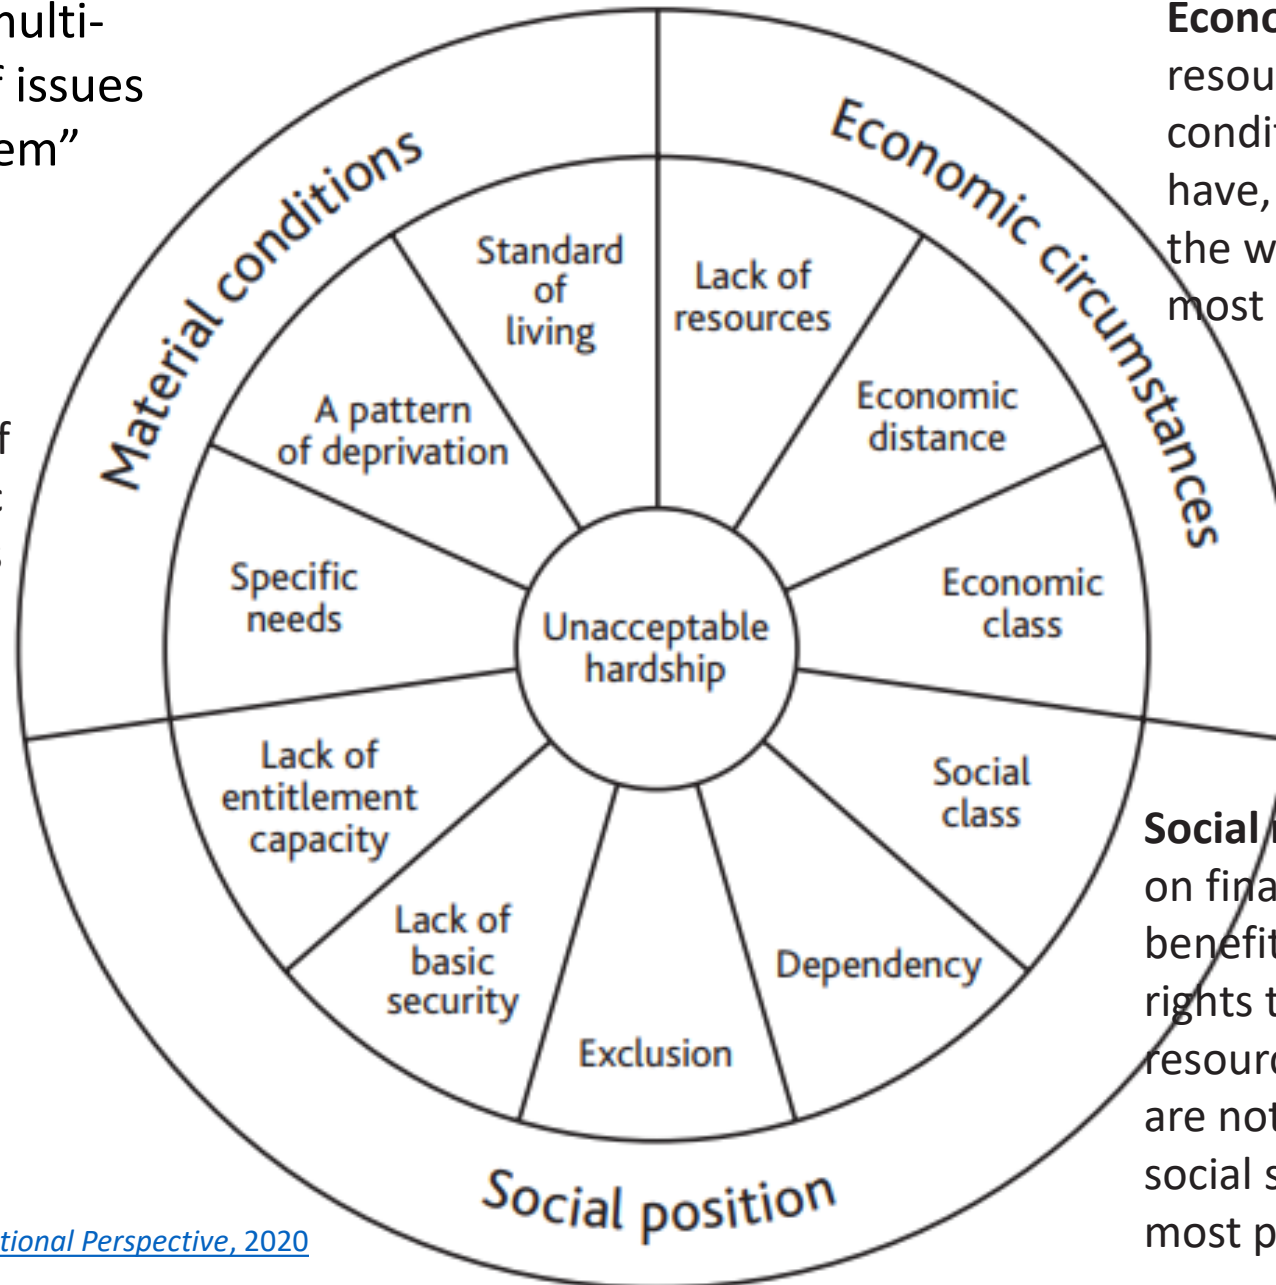 multi-
f issues
em”
Econo
resou
condit
have,
the w
most
Material conditions
Economic circumstances
Standard
of
living
Lack of
resources
A pattern
of deprivation
Economic
distance
Specific
needs
Economic
class
Unacceptable
hardship
Lack of
entitlement
capacity
Social
class
Lack of
basic
security
Dependency
Exclusion
Social position
Social
on fina
benefit
rights t
resourc
are not
social s
most p
tional Perspective, 2020